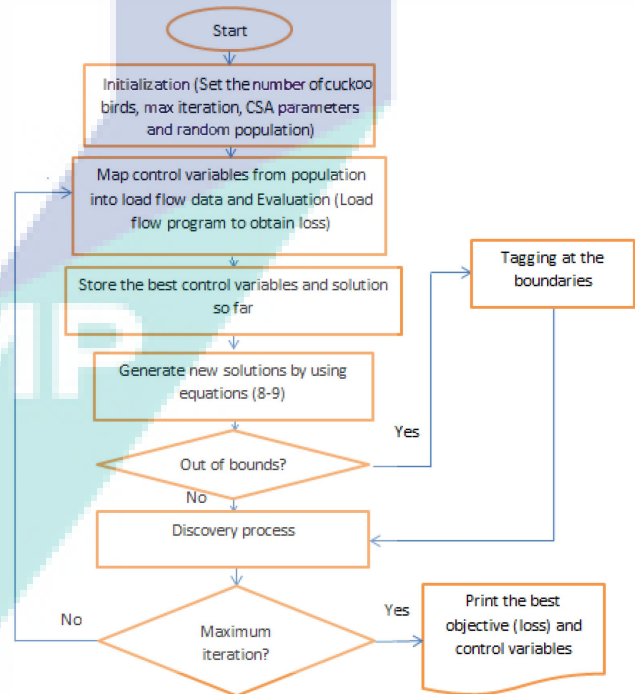 Start
Initialization (Set the number of cuckoo
birds, max iteration, CSA parameters
and random population)
Map control variables from population
into load flow data and Evaluation (Load
flow program to obtain loss)
Store the best control variables and solution
so far
Generate new solutions by using
equations (8-9)
Yes
Tagging at the
boundaries
Out of bounds?
No
Discovery process
No
Maximum
iteration?
Yes
Print the best
objective (loss) and
control variables
MP